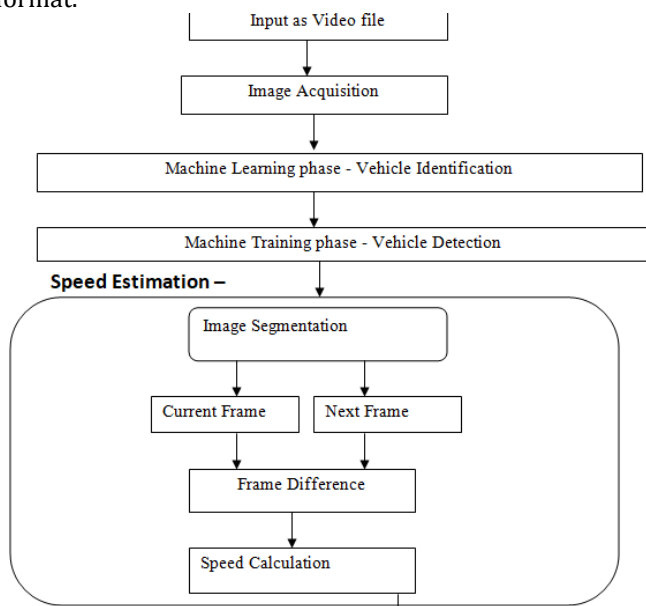 format.
Input as Video file
Image Acquisition
Machine Learning phase - Vehicle Identification
Machine Training phase - Vehicle Detection
Speed Estimation –
Image Segmentation
Current Frame
Next Frame
Frame Difference
Speed Calculation